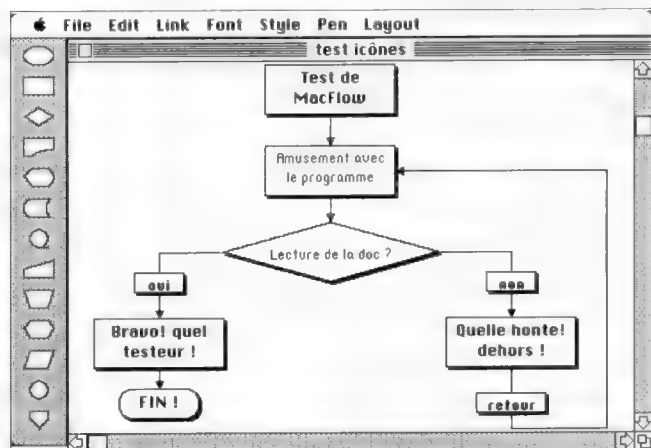 File Edit Link Font Style Pen Layout
test icônes
Test de
MacFlow
Amusement avec
le programme
Lecture de la doc ?
oui
non
Bravo! quel
testeur !
Quelle honte!
dehors !
FIN !
retour